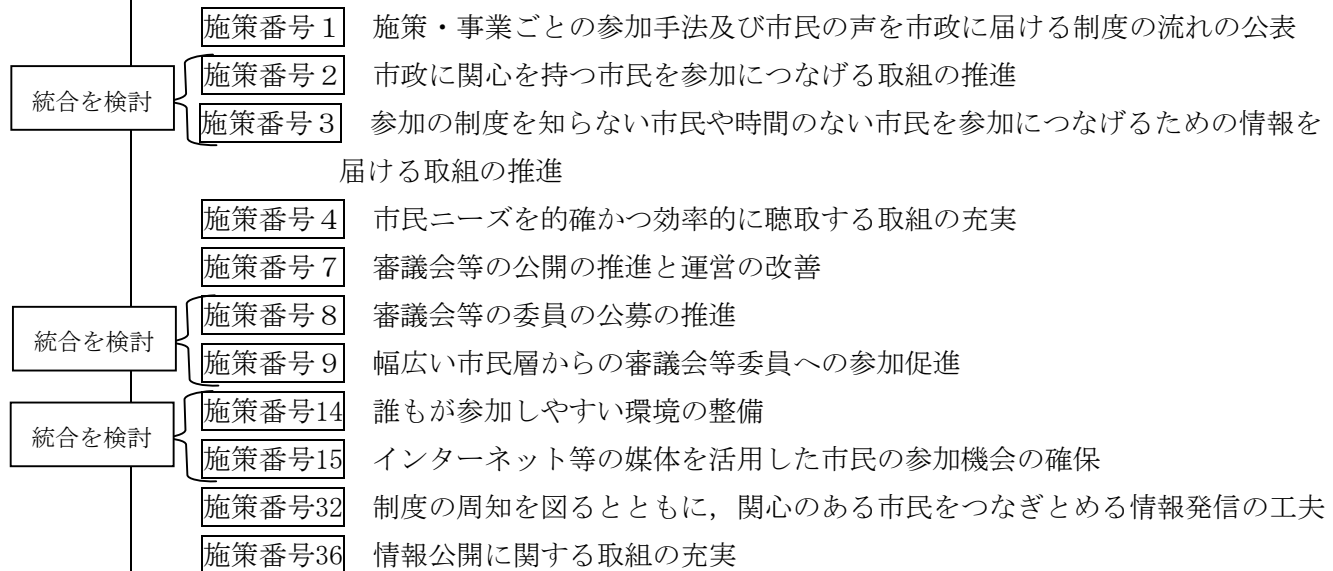 施策番号１　施策・事業ごとの参加手法及び市民の声を市政に届ける制度の流れの公表
統合を検討
施策番号２　市政に関心を持つ市民を参加につなげる取組の推進
施策番号３　参加の制度を知らない市民や時間のない市民を参加につなげるための情報を
届ける取組の推進
施策番号４　市民ニーズを的確かつ効率的に聴取する取組の充実
施策番号７　審議会等の公開の推進と運営の改善
統合を検討
施策番号８　審議会等の委員の公募の推進
施策番号９　幅広い市民層からの審議会等委員への参加促進
統合を検討
施策番号14　誰もが参加しやすい環境の整備
施策番号15　インターネット等の媒体を活用した市民の参加機会の確保
施策番号32　制度の周知を図るとともに，関心のある市民をつなぎとめる情報発信の工夫
施策番号36　情報公開に関する取組の充実